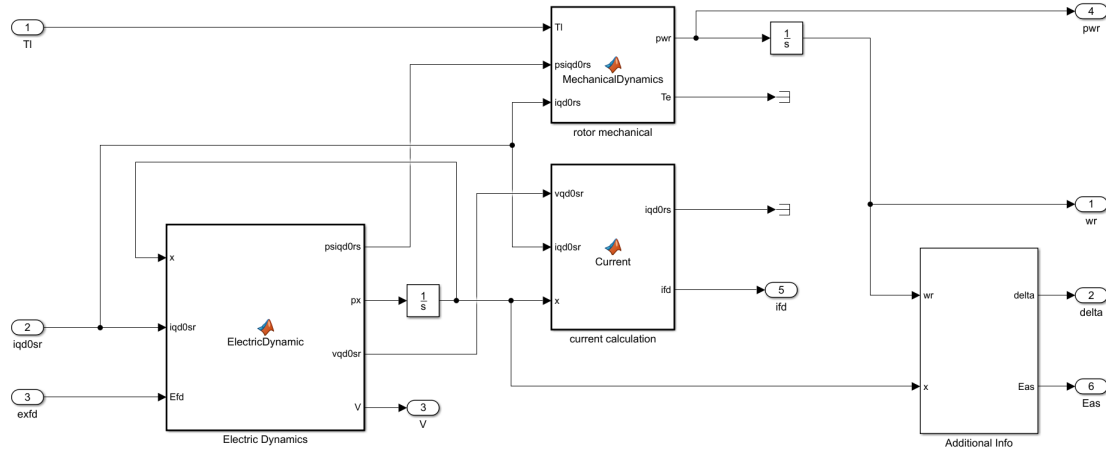 1
Tl
Tl
psiqd0rs
iqd0rs
MechanicalDynamics
pwr
Te
rotor mechanical
1
s
4
pwr
vqd0sr
iqd0sr
x
Current
iqd0rs
ifd
current calculation
5
ifd
1
wr
x
iqd0sr
Efd
ElectricDynamic
psiqd0rs
px
vqd0sr
V
Electric Dynamics
1
s
2
iqd0sr
3
exfd
3
V
wr
x
delta
Eas
Additional Info
2
delta
6
Eas